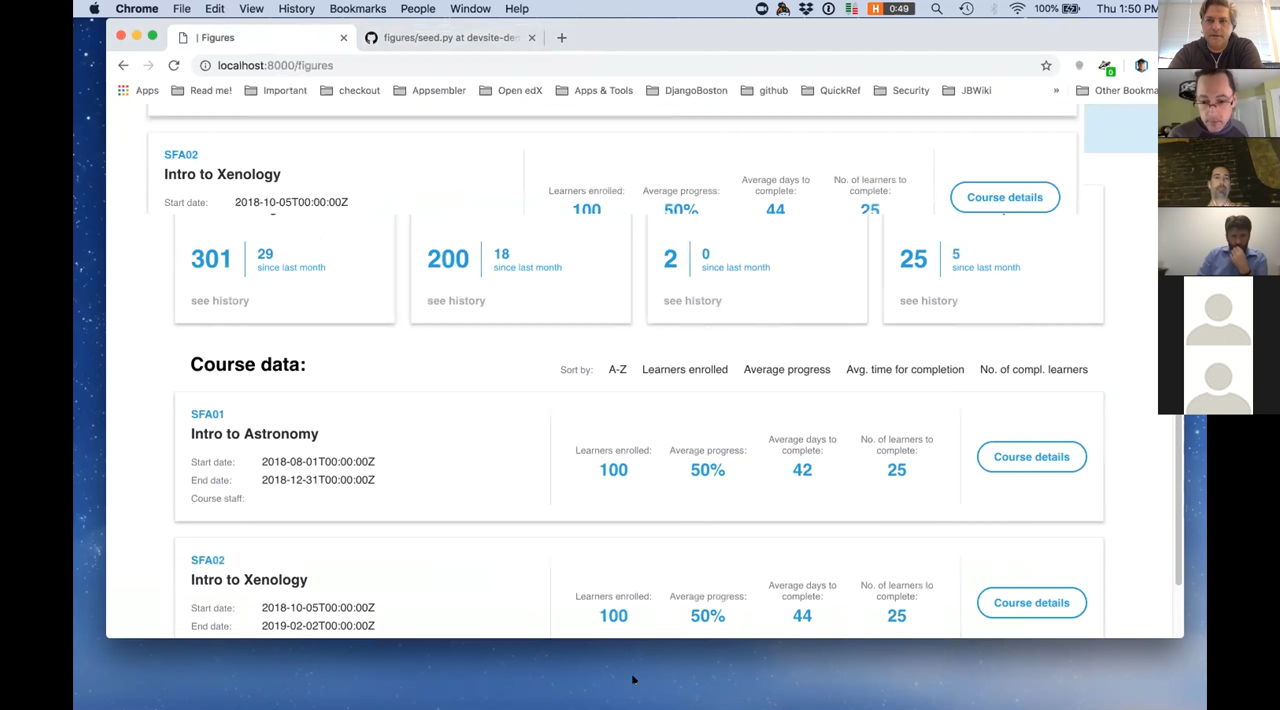 Chrome File Edit View History Bookmarks People Window Help H 0:49 100% Thu 1:50 PM
| Figures figures/seed.py at devsite-de
localhost:8000/figures
Apps Read me! Important checkout Appsembler Open edX Apps & Tools DjangoBoston github QuickRef Security JBWiki » Other Bookma
SFA02
Intro to Xenology
Start date: 2018-10-05T00:00:00Z
Learners enrolled: Average progress: Average days to complete: No. of learners to complete:
100 50% 44 25
Course details
301 29 since last month
200 18 since last month
2 0 since last month
25 5 since last month
see history see history see history see history
Course data:
Sort by: A-Z Learners enrolled Average progress Avg. time for completion No. of compl. learners
SFA01
Intro to Astronomy
Start date: 2018-08-01T00:00:00Z
End date: 2018-12-31T00:00:00Z
Course staff:
Learners enrolled: Average progress: Average days to complete: No. of learners to complete:
100 50% 42 25
Course details
SFA02
Intro to Xenology
Start date: 2018-10-05T00:00:00Z
End date: 2019-02-02T00:00:00Z
Learners enrolled: Average progress: Average days to complete: No. of learners to complete:
100 50% 44 25
Course details